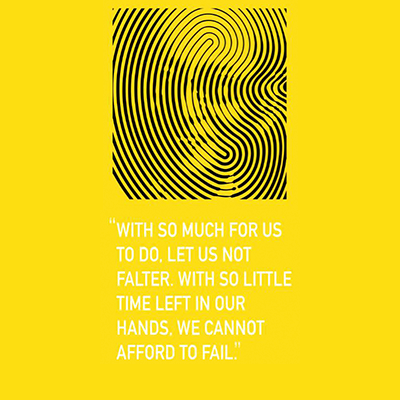 “WITH SO MUCH FOR US
TO DO, LET US NOT
FALTER. WITH SO LITTLE
TIME LEFT IN OUR
HANDS, WE CANNOT
AFFORD TO FAIL.”